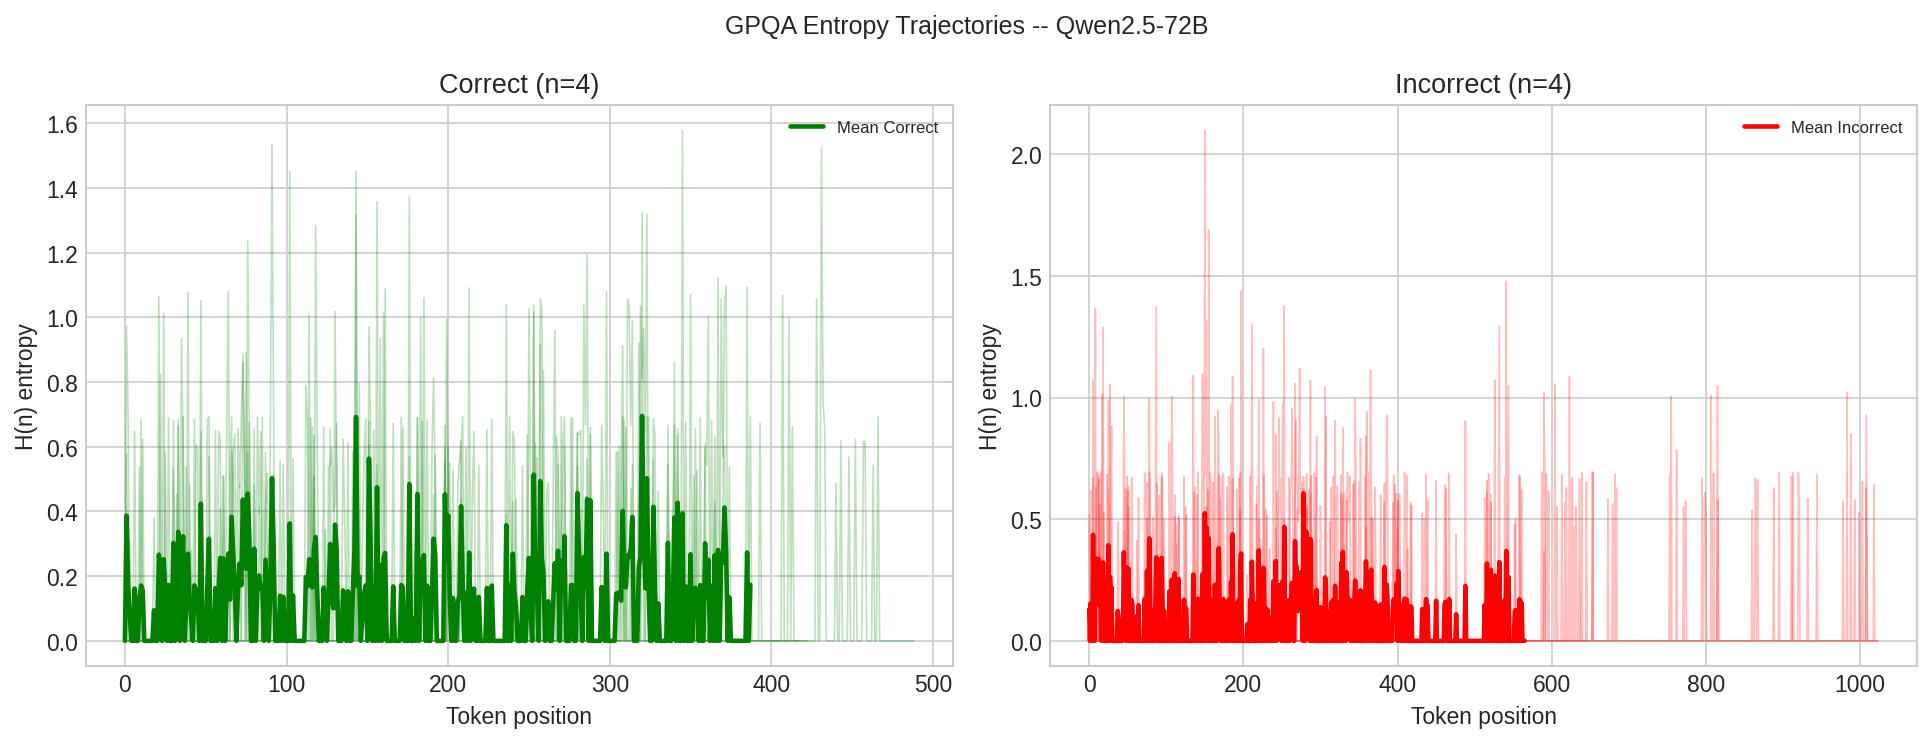 GPQA Entropy Trajectories -- Qwen2.5-72B
Correct (n=4)
Mean Correct
H(n) entropy
1.6
1.4
1.2
1.0
0.8
0.6
0.4
0.2
0.0
0 100 200 300 400 500
Token position
Incorrect (n=4)
Mean Incorrect
H(n) entropy
2.0
1.5
1.0
0.5
0.0
0 200 400 600 800 1000
Token position